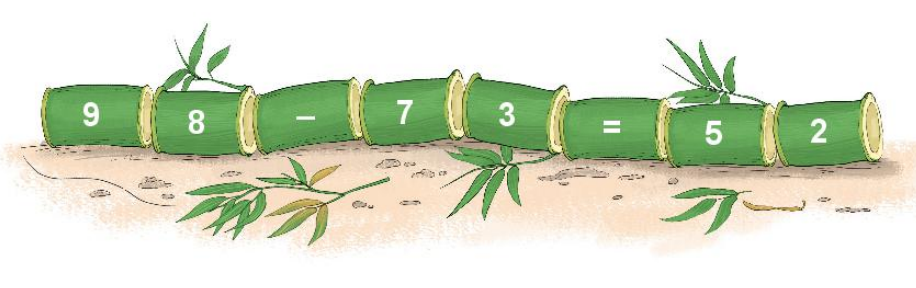 98 – 73 = 52